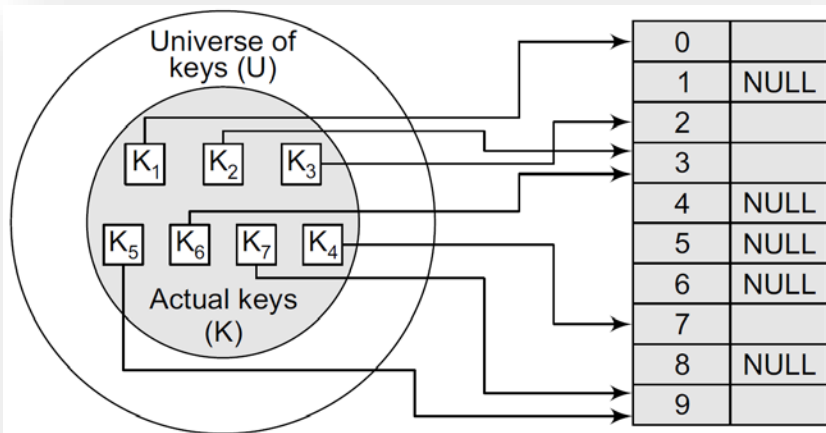 Universe of
keys (U)
K₁ K₂ K₃
K₅ K₆ K₇ K₄
Actual keys
(K)
0
1 NULL
2
3
4 NULL
5 NULL
6 NULL
7
8 NULL
9